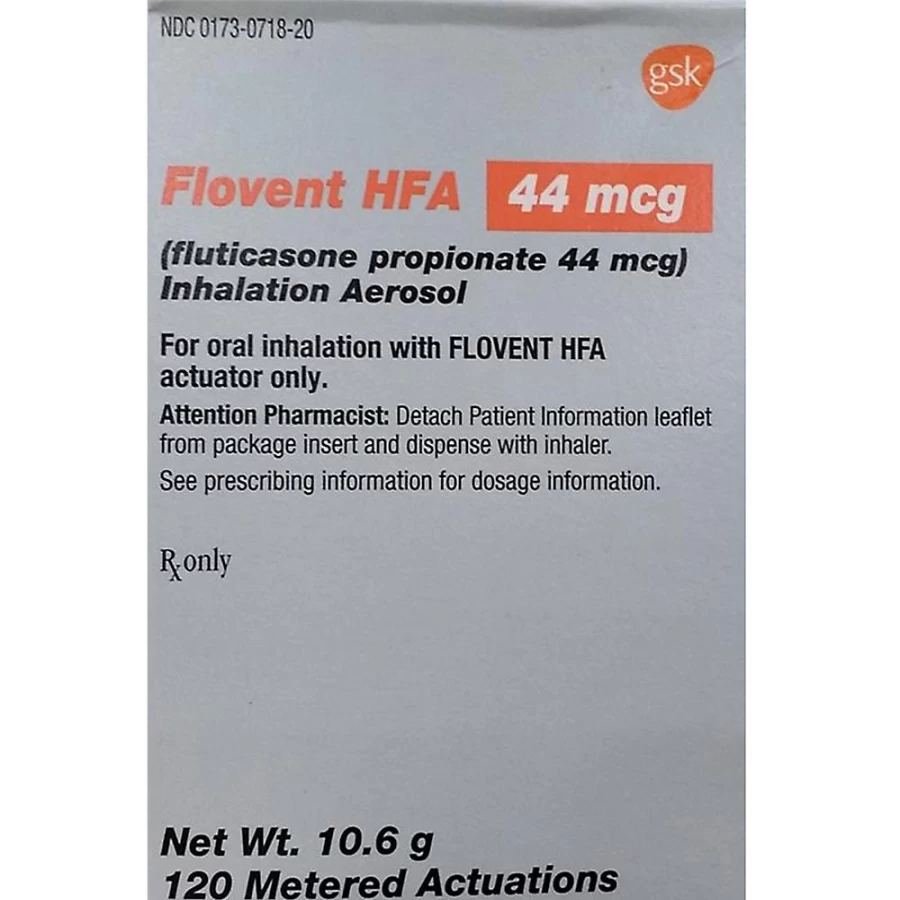 NDC 0173-0718-20
gsk
Flovent HFA 44 mcg
(fluticasone propionate 44 mcg)
Inhalation Aerosol
For oral inhalation with FLOVENT HFA
actuator only.
Attention Pharmacist: Detach Patient Information leaflet
from package insert and dispense with inhaler.
See prescribing information for dosage information.
Rx only
Net Wt. 10.6 g
120 Metered Actuations